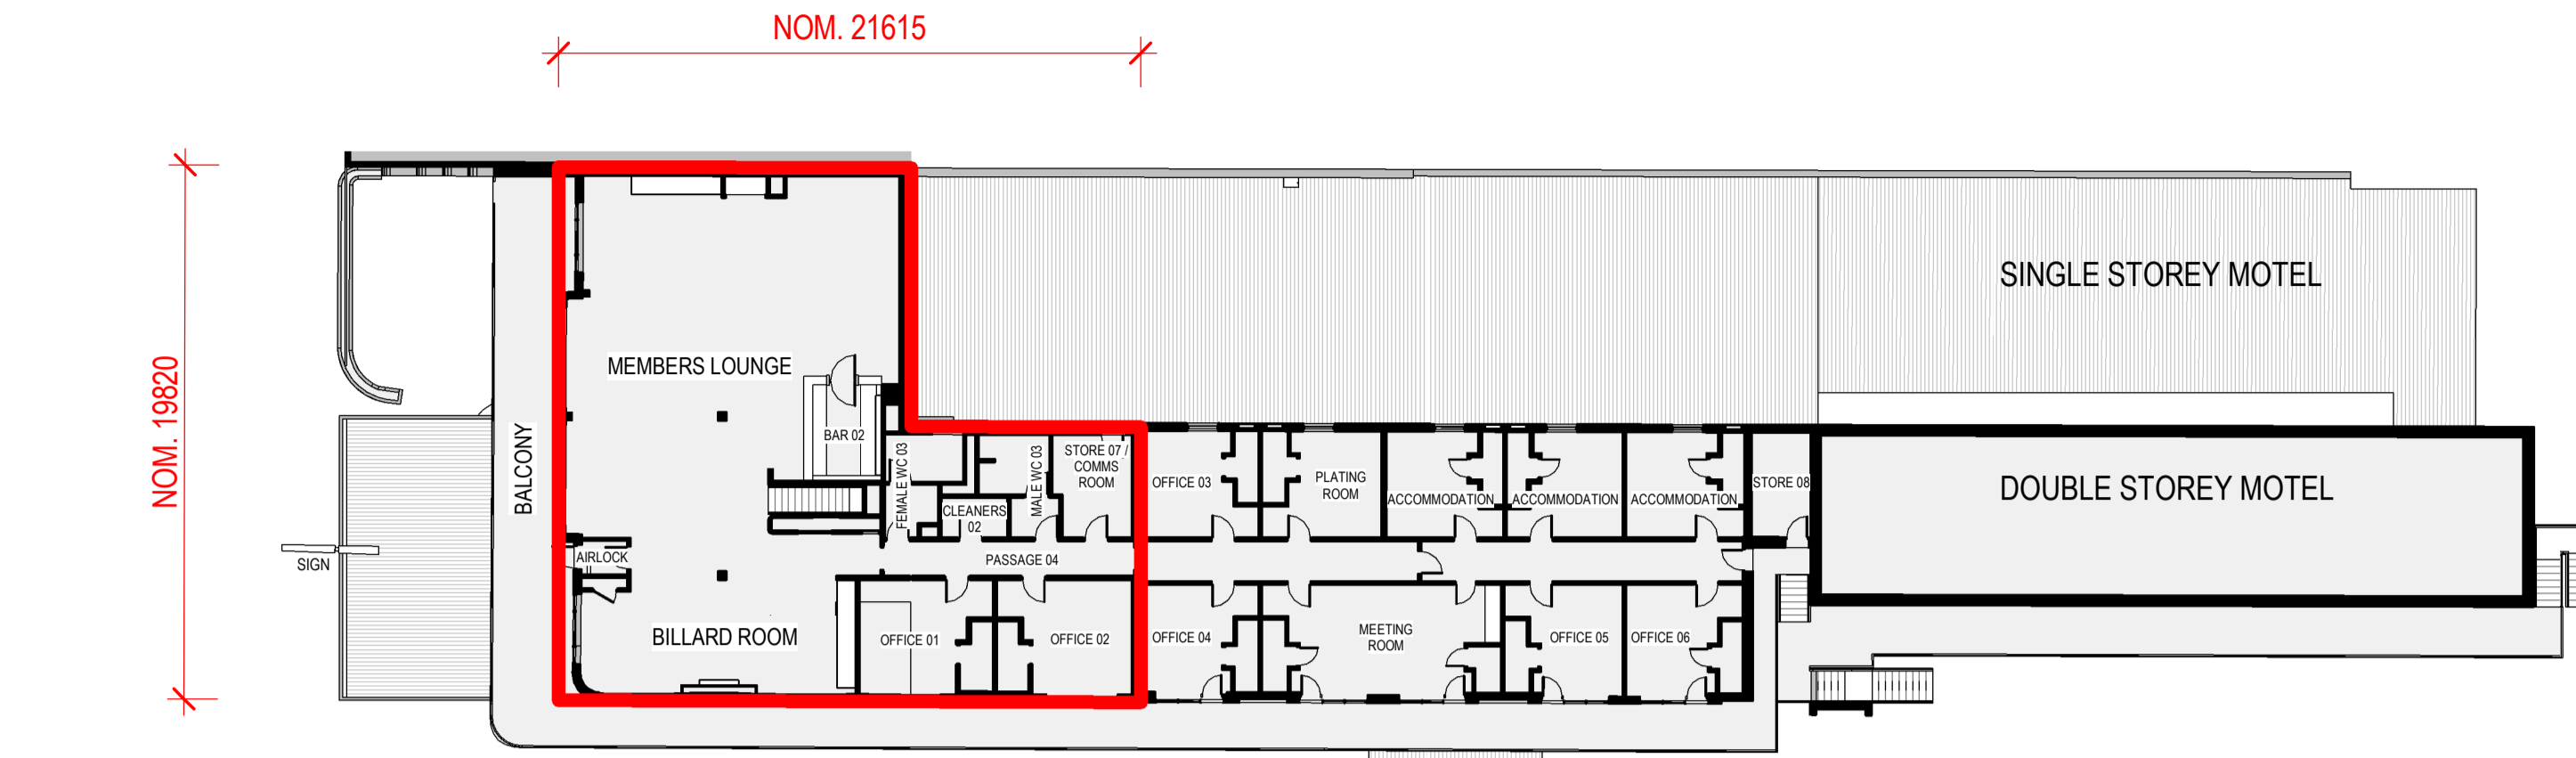 NOM. 21615
NOM. 19820
SINGLE STOREY MOTEL
DOUBLE STOREY MOTEL
MEMBERS LOUNGE
BAR 02
BALCONY
FEMALE WC 03
MALE WC 03
CLEANERS
02
STORE 07 /
COMMS
ROOM
OFFICE 03
PLATING
ROOM
ACCOMMODATION
ACCOMMODATION
ACCOMMODATION
STORE 08
SIGN
AIRLOCK
PASSAGE 04
BILLARD ROOM
OFFICE 01
OFFICE 02
OFFICE 04
MEETING
ROOM
OFFICE 05
OFFICE 06